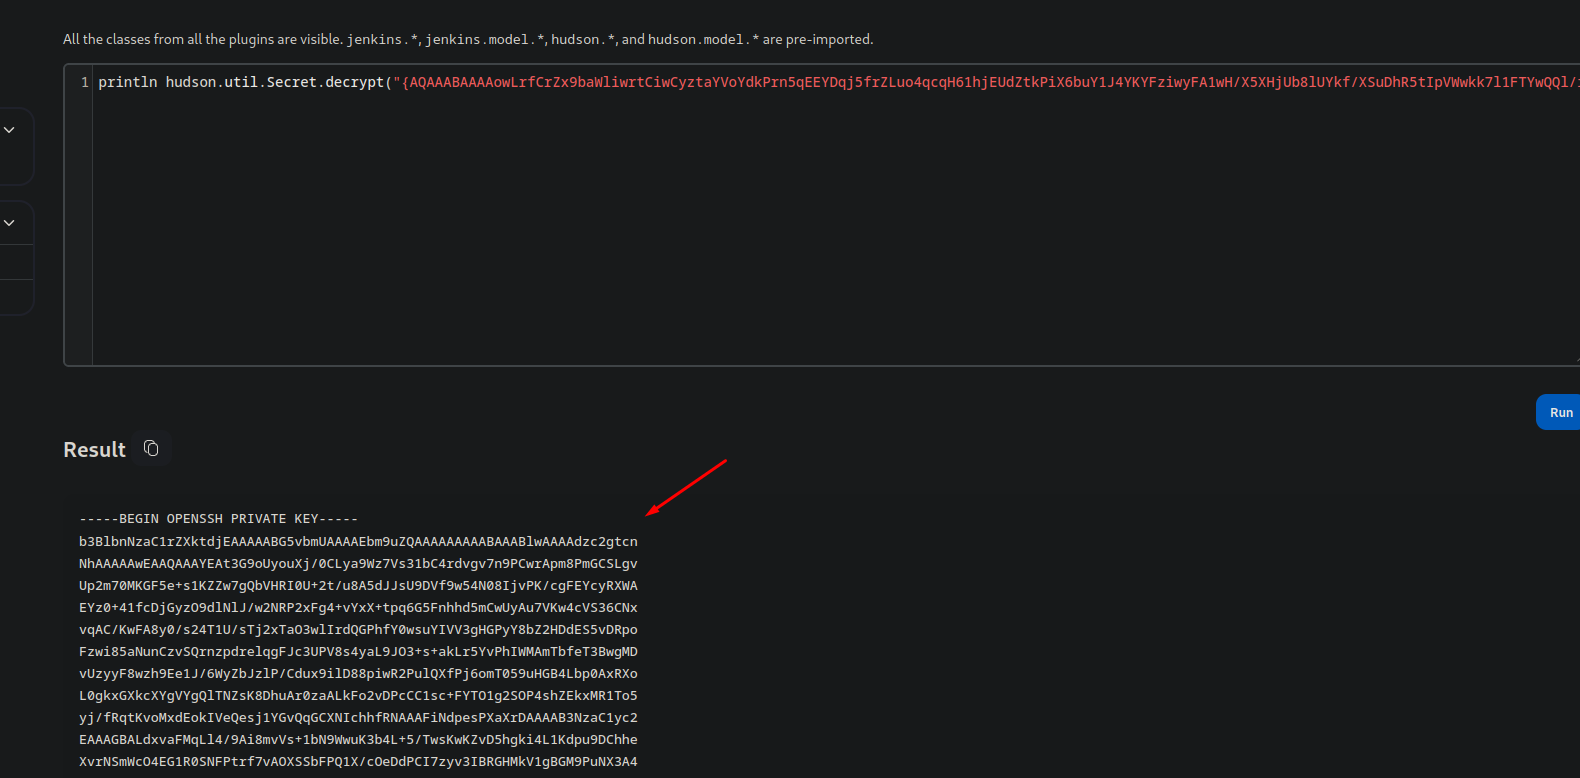 All the classes from all the plugins are visible. jenkins.*, jenkins.model.*, hudson.*, and hudson.model.* are pre-imported.
1 println hudson.util.Secret.decrypt("{AQAAABAAAAowLrfCrZx9baWliwrtCiwCyztaYVoYdkPrn5qEEYDqj5frZLuo4qcqH61hjEUdZtkPiX6buY1J4YKYFziwyFA1wH/X5XHjUb8lUYkf/XSuDhR5tIpVWwkk7l1FTYwQQl/
Run
Result
-----BEGIN OPENSSH PRIVATE KEY-----
b3BlbnNzaC1rZXktdjEAAAAABG5vbmUAAAAEbm9uZQAAAAAAAAABAAABlwAAAAdzc2gtcn
NhAAAAAwEAAQAAAYEAt3G9oUyouXj/0CLya9Wz7Vs31bC4rdvgv7n9PCwrApm8PmGCSLgv
Up2m70MKGF5e+s1KZZw7gQbVHRI0U+2t/u8A5dJJsU9DVf9w54N08IjvPK/cgFEYcyRXWA
EYz0+41fcDjGyzO9dlNlJ/w2NRP2xFg4+vYxX+tpq6G5Fnhhd5mCwUyAu7VKw4cVS36CNx
vqAC/KwFA8y0/s24T1U/sTj2xTaO3wlIrdQGPhfY0wsuYIVV3gHGPyY8bZ2HDdES5vDRpo
Fzwi85aNunCzvSQrnzpdrelqgFJc3UPV8s4yaL9JO3+s+akLr5YvPhIWMAmTbfeT3BwgMD
vUzyyF8wzh9Ee1J/6WyZbJzlP/Cdux9ilD88piwR2PulQXfPj6omT059uHGB4Lbp0AxRXo
L0gkxGXkcXYgVYgQlTNZsK8DhuAr0zaALkFo2vDPcCC1sc+FYTO1g2SOP4shZEkxMR1To5
yj/fRqtKvoMxdEokIVeQesj1YGvQqGCXNIchhfRNAAAFiNdpesPXaXrDAAAAB3NzaC1yc2
EAAAGBALdxvaFMqLl4/9Ai8mvVs+1bN9WwuK3b4L+5/TwsKwKZvD5hgki4L1Kdpu9DChhe
XvrNSmWcO4EG1R0SNFPtrf7vAOXSSbFPQ1X/cOeDdPCI7zyv3IBRGHMkV1gBGM9PuNX3A4